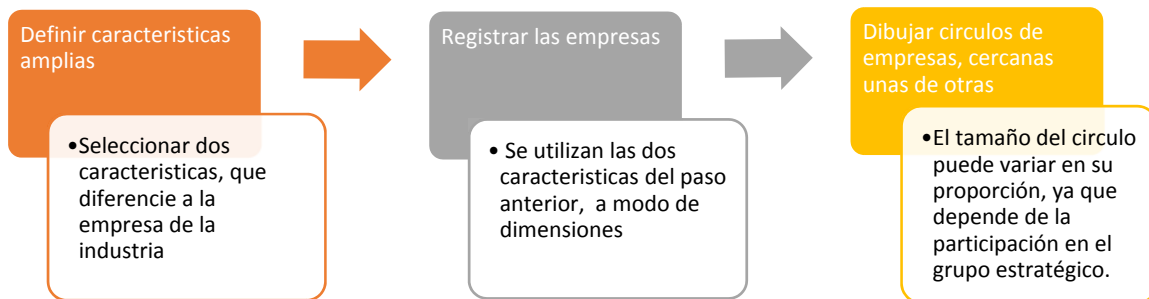 Definir caracteristicas
amplias
•Seleccionar dos
caracteristicas, que
diferencie a la
empresa de la
industria
Registrar las empresas
• Se utilizan las dos
caracteristicas del paso
anterior, a modo de
dimensiones
Dibujar circulos de
empresas, cercanas
unas de otras
•El tamaño del circulo
puede variar en su
proporción, ya que
depende de la
participación en el
grupo estratégico.